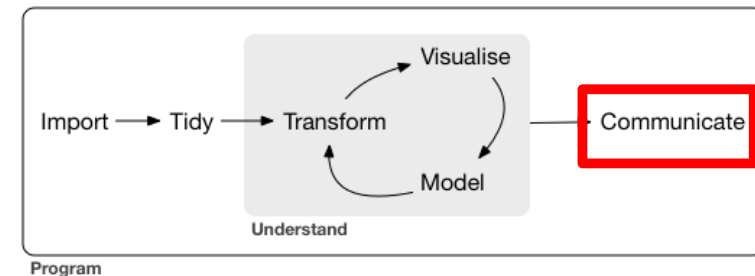 Visualise
Import Tidy Transform Communicate
Model
Understand
Program